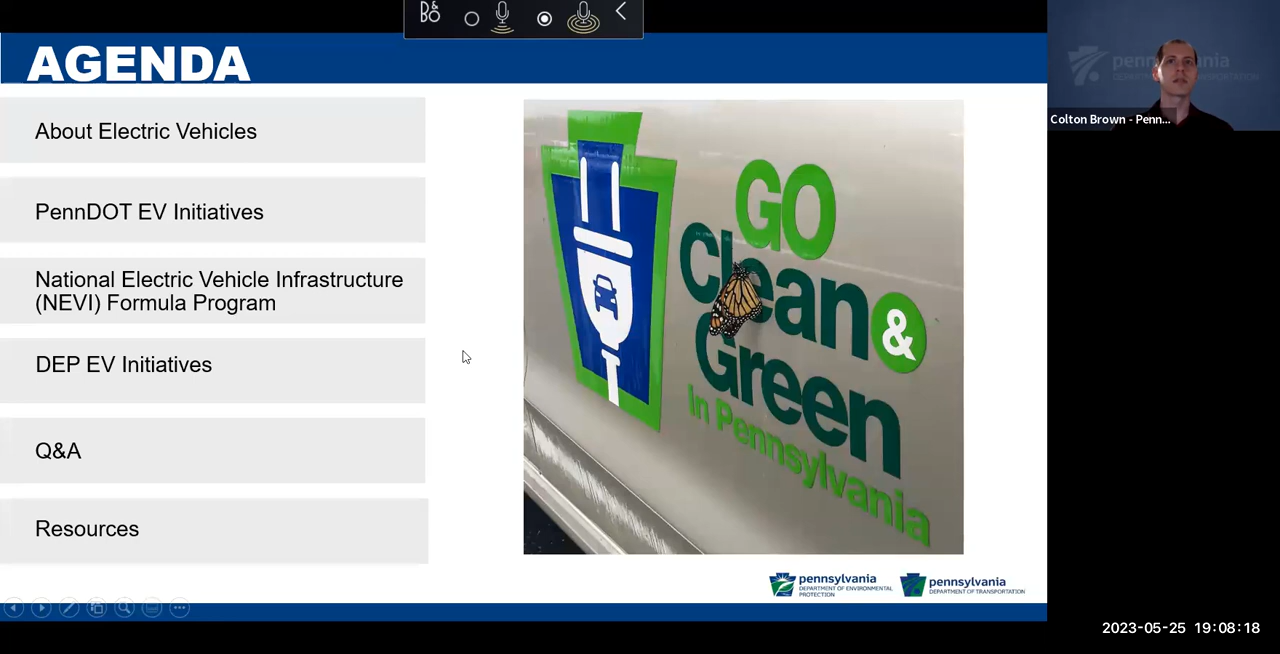 AGENDA
About Electric Vehicles
PennDOT EV Initiatives
National Electric Vehicle Infrastructure
(NEVI) Formula Program
DEP EV Initiatives
Q&A
Resources
GO
Clean &
Green
in Pennsylvania
pennsylvania
DEPARTMENT OF ENVIRONMENTAL
PROTECTION
pennsylvania
DEPARTMENT OF TRANSPORTATION
Colton Brown - Penn...
2023-05-25 19:08:18